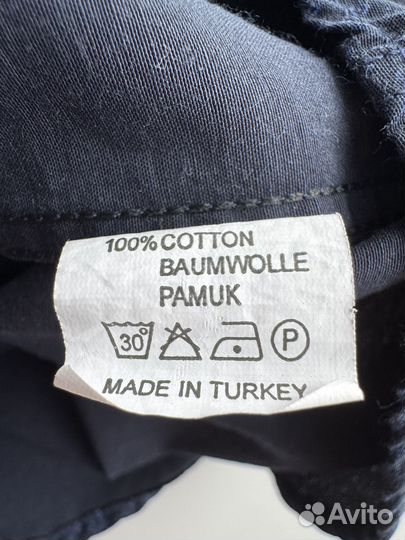 100% COTTON
BAUMWOLLE
PAMUK
30°
P
MADE IN TURKEY
Avito